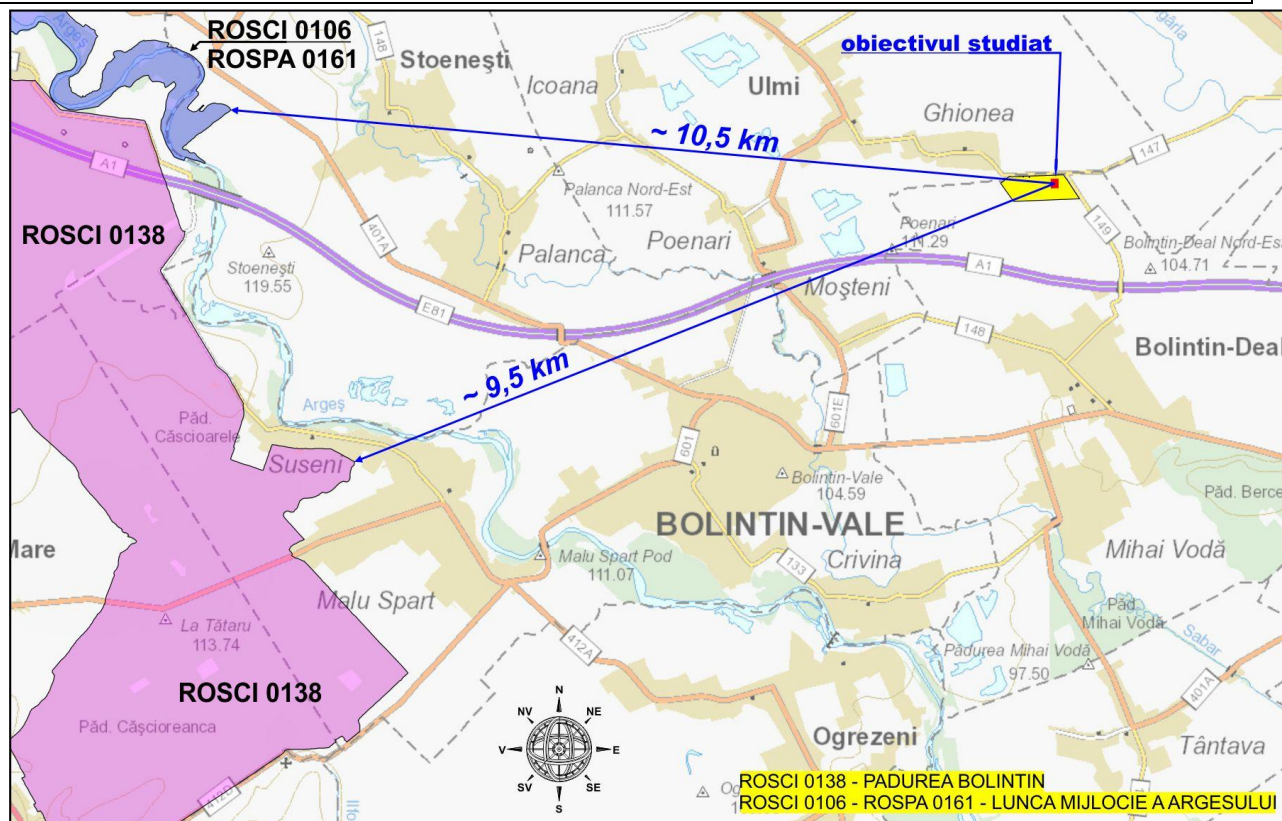 Argeş
ROSCI 0106
ROSPA 0161
148
Stoeneşti
Icoana
Ulmi
obiectivul studiat
Ghionea
147
~ 10,5 km
A1
Palanca Nord-Est
111.57
401A
ROSCI 0138
Poenari
149
Bolintin-Deal Nord-Es
104.71
Stoeneşti
119.55
Palanca
Poenari
A1
Moşteni
E81
148
Bolintin-Deal
~ 9,5 km
Argeş
601E
Păd.
Căscioarele
Suseni
601
Bolintin-Vale
104.59
Păd. Berce
BOLINTIN-VALE
Mare
Malu Spart Pod
111.07
Crivina
133
Mihai Vodă
Malu Spart
Păd.
Mihai Vodă
La Tătaru
113.74
412A
Sabar
Pădurea Mihai Vodă
97.50
ROSCI 0138
N
NV
NE
401A
Păd. Căşcioreanca
V
E
Ogrezeni
Tântava
SV
SE
S
412D
ROSCI 0138 - PADUREA BOLINTIN
ROSCI 0106 - ROSPA 0161 - LUNCA MIJLOCIE A ARGESULUI